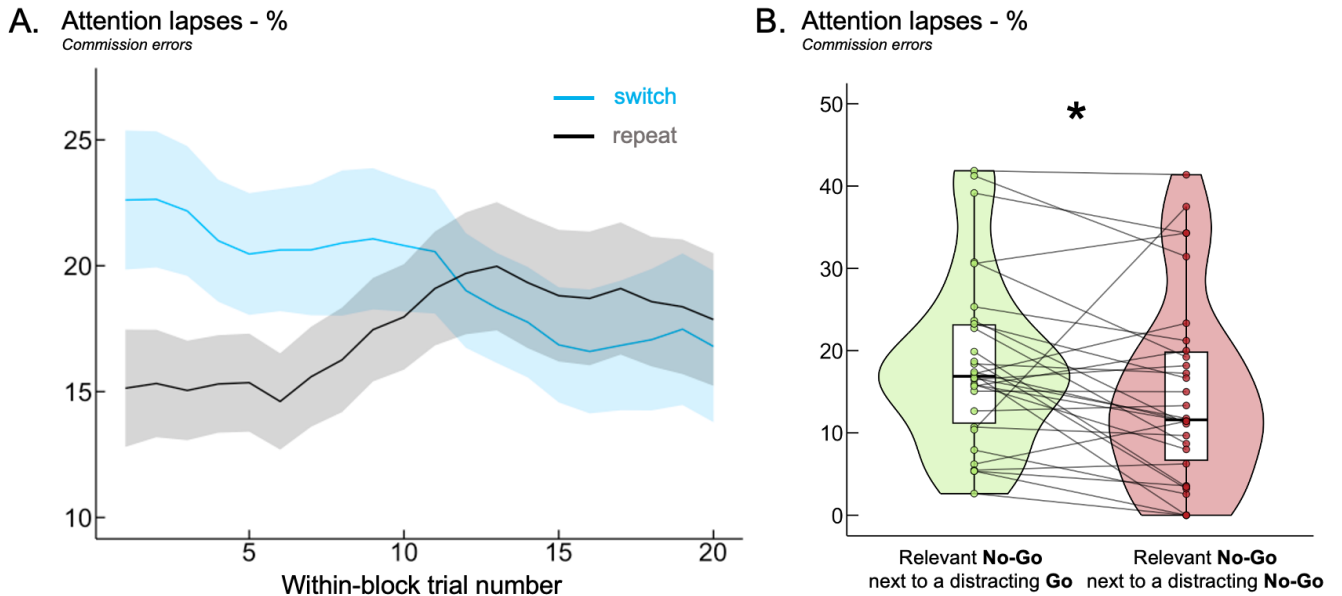 A.
Attention lapses - %
Commission errors
switch
repeat
25
20
15
10
5
10
15
20
Within-block trial number
B.
Attention lapses - %
Commission errors
*
50
40
30
20
10
0
Relevant No-Go
next to a distracting Go
Relevant No-Go
next to a distracting No-Go